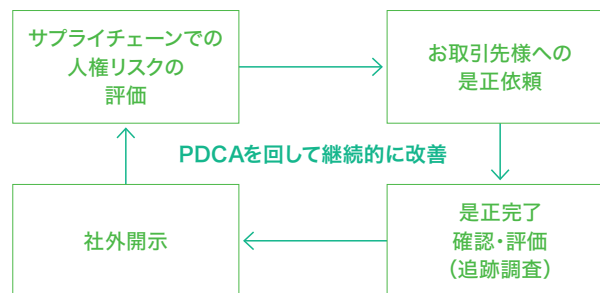 サプライチェーンでの
人権リスクの
評価
お取引先様への
是正依頼
PDCAを回して継続的に改善
社外開示
是正完了
確認・評価
（追跡調査）